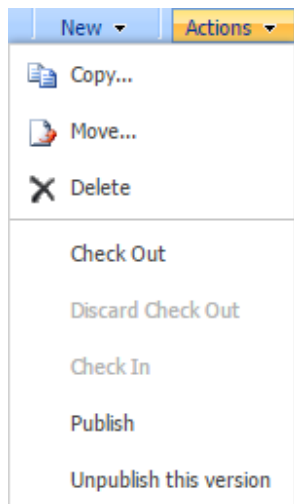 New Actions
Copy...
Move...
Delete
Check Out
Discard Check Out
Check In
Publish
Unpublish this version